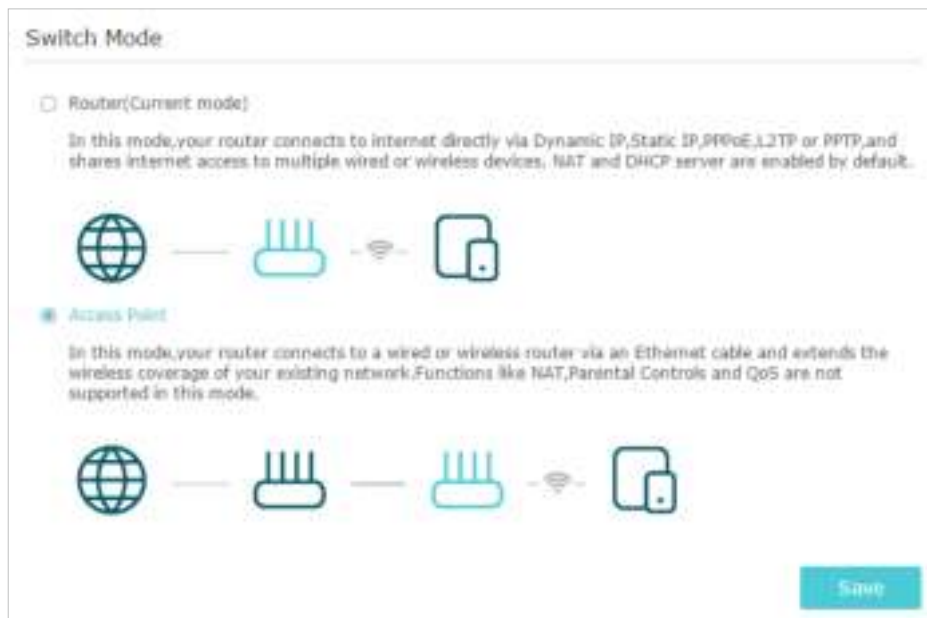 Switch Mode
Router(Current mode)
In this mode,your router connects to internet directly via Dynamic IP,Static IP,PPPoE,L2TP or PPTP,and
shares internet access to multiple wired or wireless devices. NAT and DHCP server are enabled by default.
Access Point
In this mode,your router connects to a wired or wireless router via an Ethernet cable and extends the
wireless coverage of your existing network.Functions like NAT,Parental Controls and QoS are not
supported in this mode.
Save